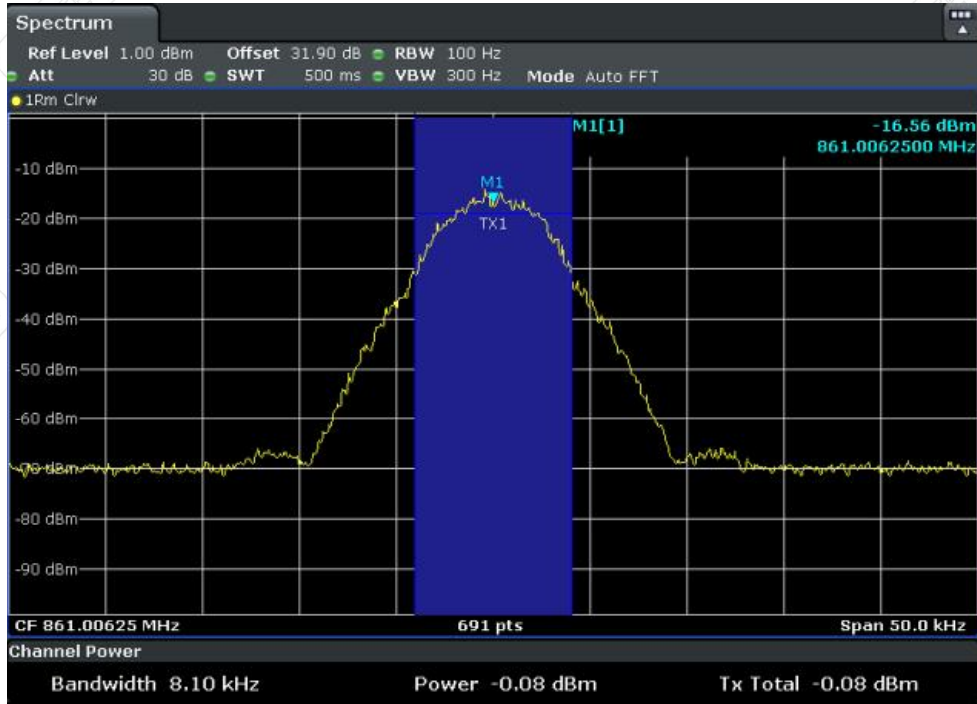 Spectrum
Ref Level 1.00 dBm Offset 31.90 dB RBW 100 Hz
Att 30 dB SWT 500 ms VBW 300 Hz Mode Auto FFT
1Rm Clrw
M1[1] -16.56 dBm
861.0062500 MHz
-10 dBm
M1
-20 dBm
TX1
-30 dBm
-40 dBm
-50 dBm
-60 dBm
-70 dBm
-80 dBm
-90 dBm
CF 861.00625 MHz 691 pts Span 50.0 kHz
Channel Power
Bandwidth 8.10 kHz Power -0.08 dBm Tx Total -0.08 dBm